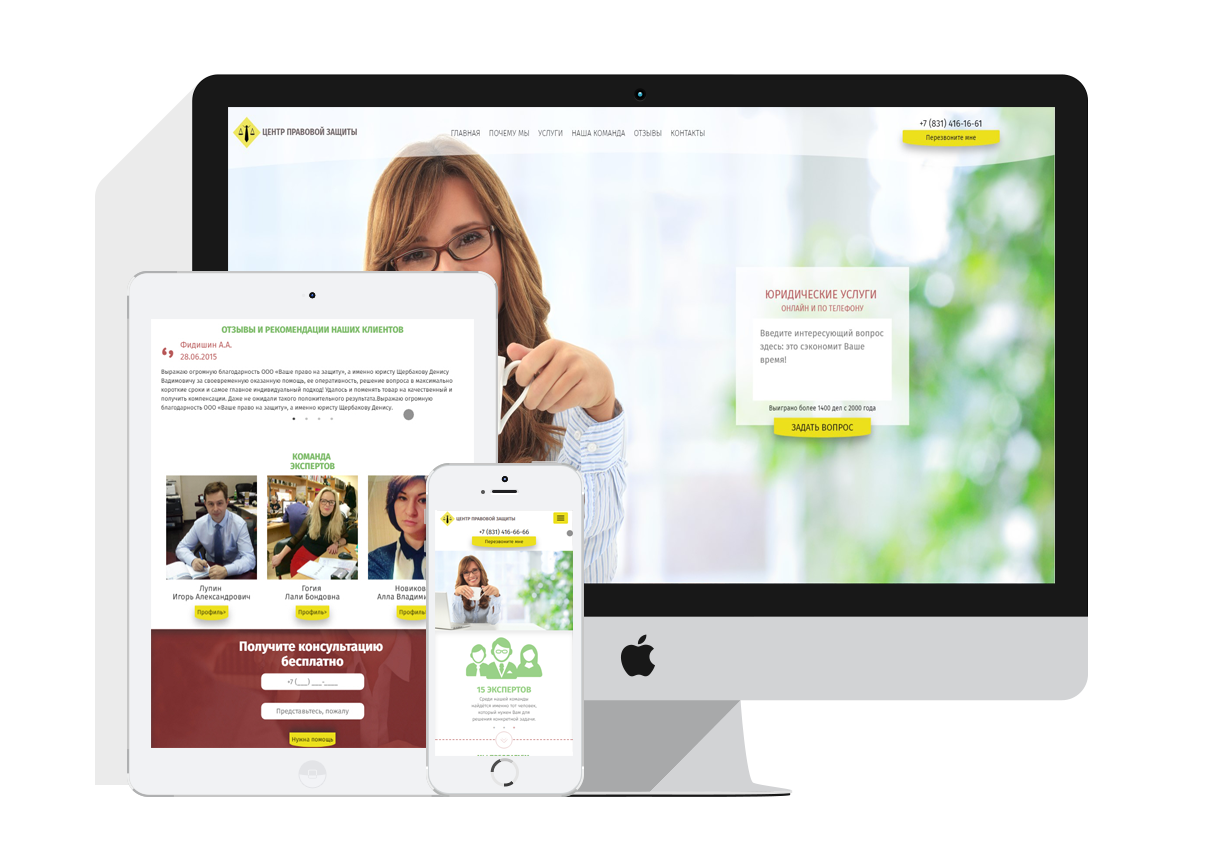 ЦЕНТР ПРАВОВОЙ ЗАЩИТЫ
ГЛАВНАЯ ПОЧЕМУ МЫ УСЛУГИ НАША КОМАНДА ОТЗЫВЫ КОНТАКТЫ
+7 (831) 416-16-61
Перезвоните мне
ЮРИДИЧЕСКИЕ УСЛУГИ
ОНЛАЙН И ПО ТЕЛЕФОНУ
Введите интересующий вопрос
здесь: это сэкономит Ваше
время!
Выиграно более 1400 дел с 2000 года
ЗАДАТЬ ВОПРОС
ОТЗЫВЫ И РЕКОМЕНДАЦИИ НАШИХ КЛИЕНТОВ
Фидишин А.А.
28.06.2015
Выражаю огромную благодарность ООО «Ваше право на защиту», а именно юристу Щербакову Денису
Вадимовичу за своевременную оказанную помощь, ее оперативность, решение вопроса в максимально
короткие сроки и самое главное индивидуальный подход! Удалось и поменять товар на качественный и
получить компенсации. Даже не ожидали такого положительного результата.Выражаю огромную
благодарность ООО «Ваше право на защиту», а именно юристу Щербакову Денису.
КОМАНДА
ЭКСПЕРТОВ
Лупин
Игорь Александрович
Профиль>
Гогия
Лали Бондовна
Профиль>
Новиков
Алла Владими
Профиль
Получите консультацию
бесплатно
+7 (___) ___-____
Представьтесь, пожалу
Нужна помощь
ЦЕНТР ПРАВОВОЙ ЗАЩИТЫ
+7 (831) 416-66-66
Перезвоните мне
15 ЭКСПЕРТОВ
Среди нашей команды
найдётся именно тот человек,
который нужен Вам для
решения конкретной задачи.